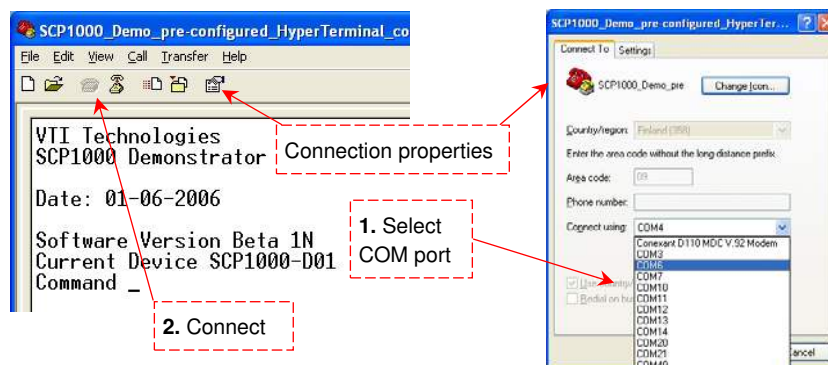 SCP1000_Demo_pre-configured_HyperTerminal_co
File Edit View Call Transfer Help
VTI Technologies
SCP1000 Demonstrator
Date: 01-06-2006
Software Version Beta 1N
Current Device SCP1000-D01
Command _
Connection properties
1. Select
COM port
2. Connect
SCP1000_Demo_pre-configured_HyperTer...
Connect To Settings
SCP1000_Demo_pre
Change Icon...
Country/region: Finland (358)
Enter the area code without the long distance prefix.
Area code: 09
Phone number:
Connect using: COM4
Conexant D110 MDC V.92 Modem
COM3
COM6
COM7
COM10
COM11
COM12
COM13
COM14
COM20
COM21
Redial on